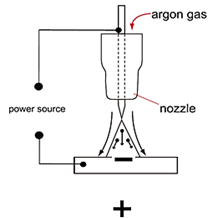 argon gas
power source
nozzle
+